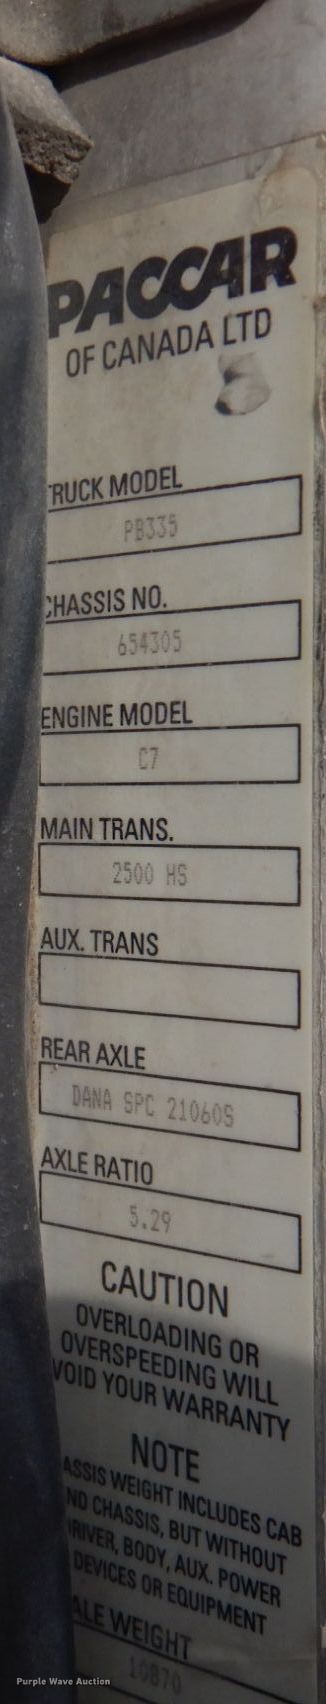 PACCAR
OF CANADA LTD
TRUCK MODEL
PB335
CHASSIS NO.
654305
ENGINE MODEL
C7
MAIN TRANS.
2500 HS
AUX. TRANS
REAR AXLE
DANA SPC 21060S
AXLE RATIO
5.29
CAUTION
OVERLOADING OR
OVERSPEEDING WILL
VOID YOUR WARRANTY
NOTE
ASSIS WEIGHT INCLUDES CAB
ND CHASSIS, BUT WITHOUT
RIVER, BODY, AUX. POWER
DEVICES OR EQUIPMENT
ALE WEIGHT
10870
Purple Wave Auction